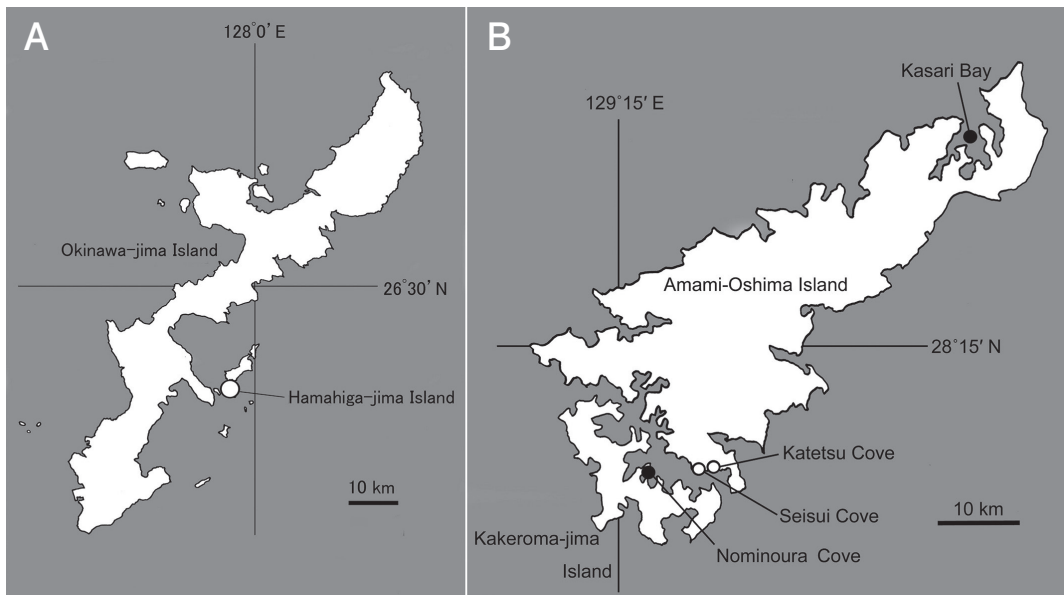 A
128°0' E
Okinawa-jima Island
26°30' N
Hamahiga-jima Island
10 km
B
Kasari Bay
129°15' E
Amami-Oshima Island
28°15' N
Katetsu Cove
Seisui Cove
10 km
Kakeroma-jima
Island
Nominoura Cove